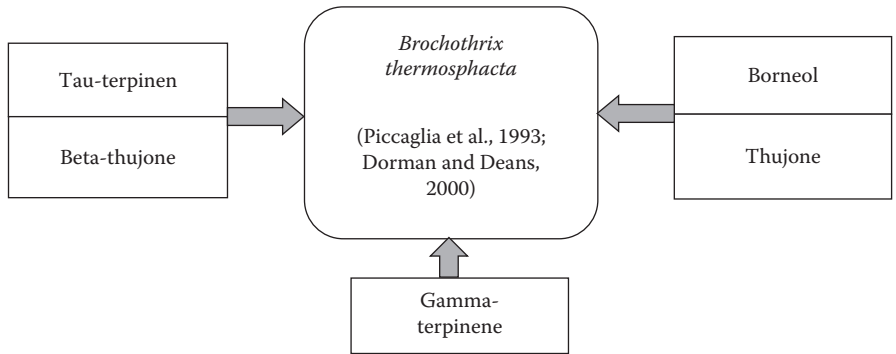 Tau-terpinen
Beta-thujone
Brochothrix
thermosphacta
(Piccaglia et al., 1993;
Dorman and Deans,
2000)
Borneol
Thujone
Gamma-
terpinene